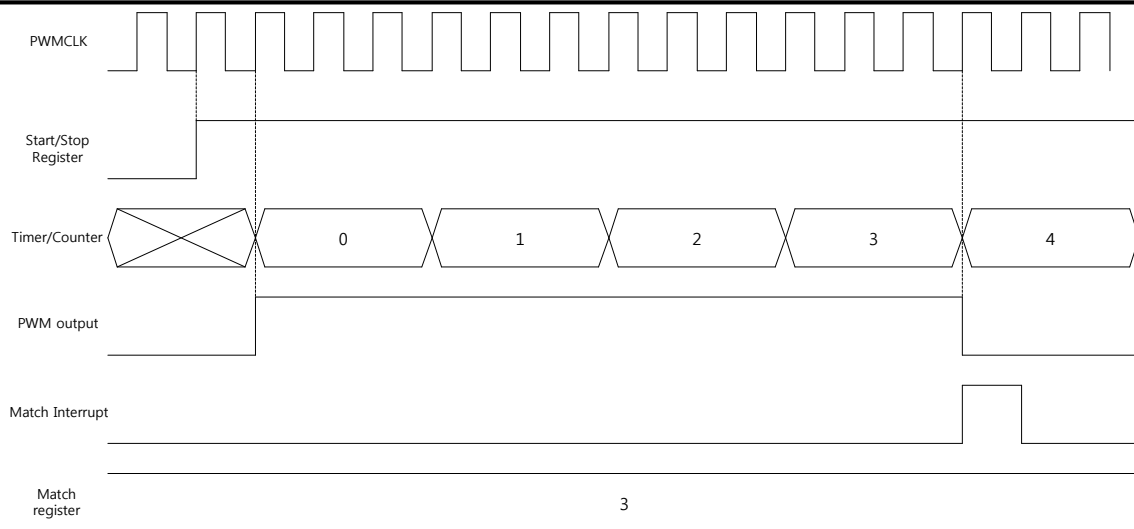 PWMCLK
Start/Stop
Register
Timer/Counter
0
1
2
3
4
PWM output
Match Interrupt
Match
register
3